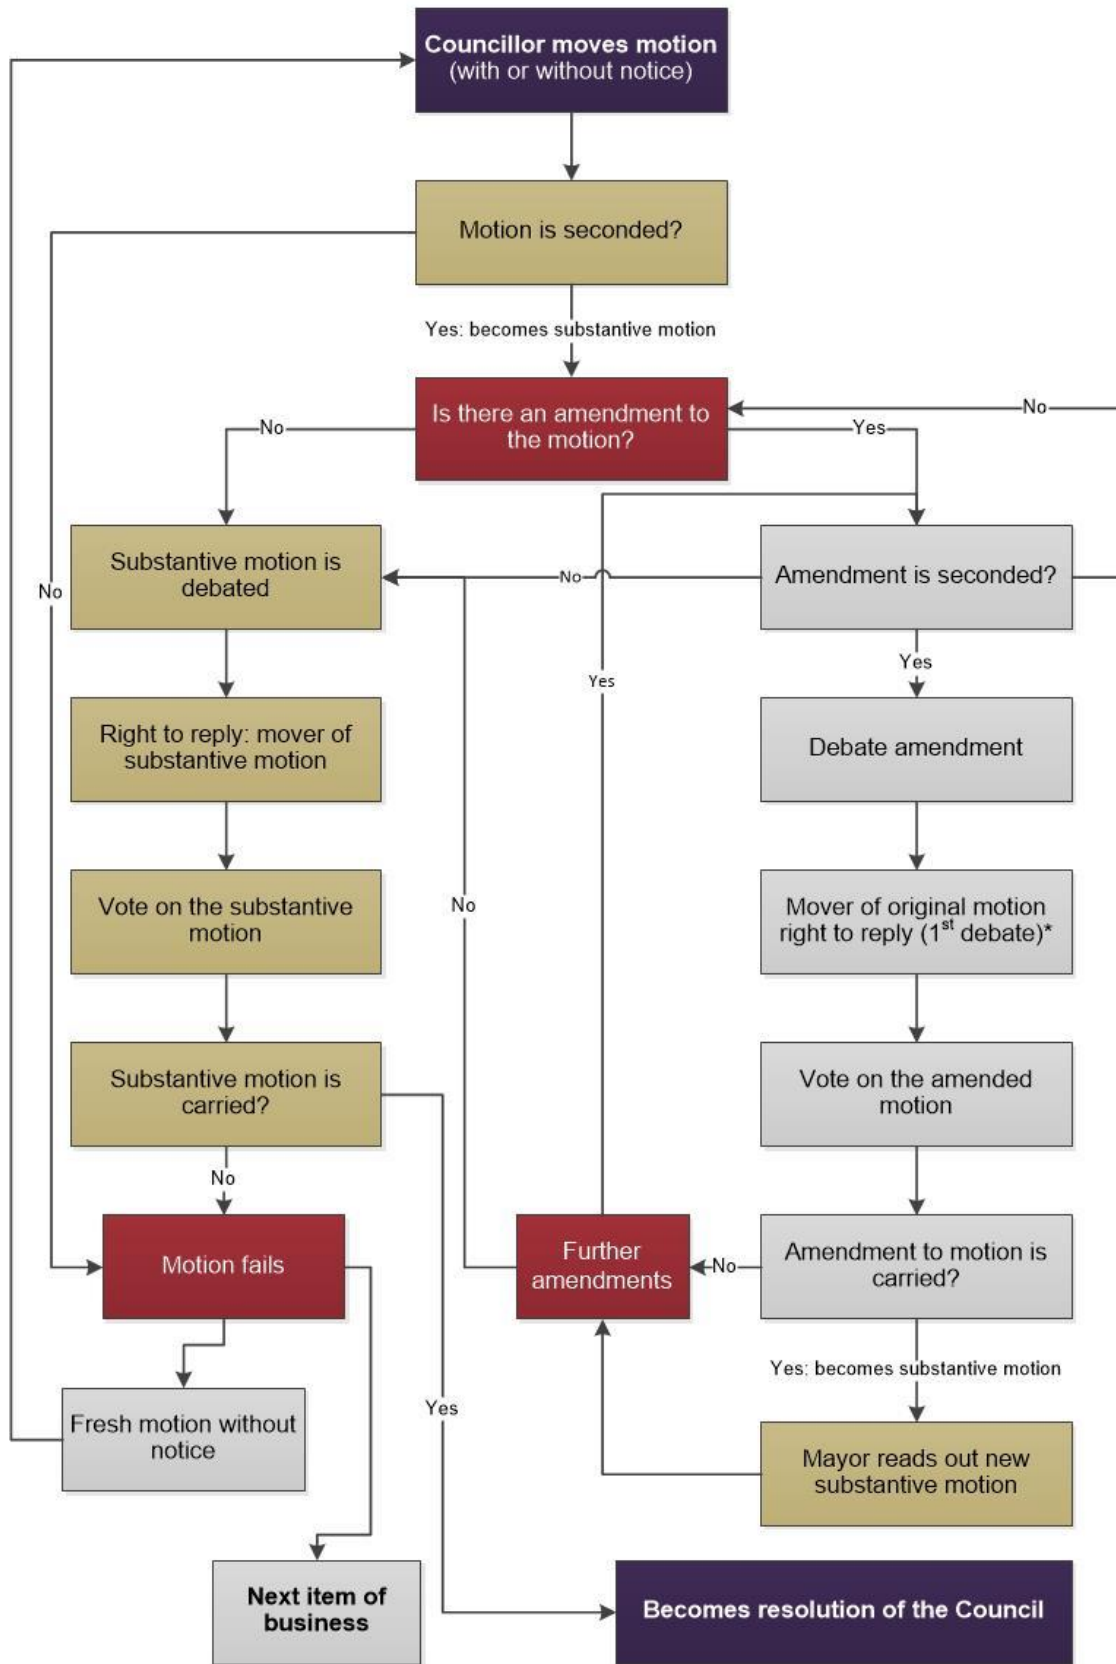 Councillor moves motion
(with or without notice)
Motion is seconded?
Yes: becomes substantive motion
Is there an amendment to
the motion?
No
No
Yes
Substantive motion is
debated
No
No
Amendment is seconded?
Yes
Yes
Right to reply: mover of
substantive motion
Debate amendment
Vote on the substantive
motion
No
Mover of original motion
right to reply (1st debate)*
Substantive motion is
carried?
Vote on the amended
motion
No
Motion fails
Further
amendments
No
Amendment to motion is
carried?
Yes: becomes substantive motion
Fresh motion without
notice
Yes
Mayor reads out new
substantive motion
Next item of
business
Becomes resolution of the Council